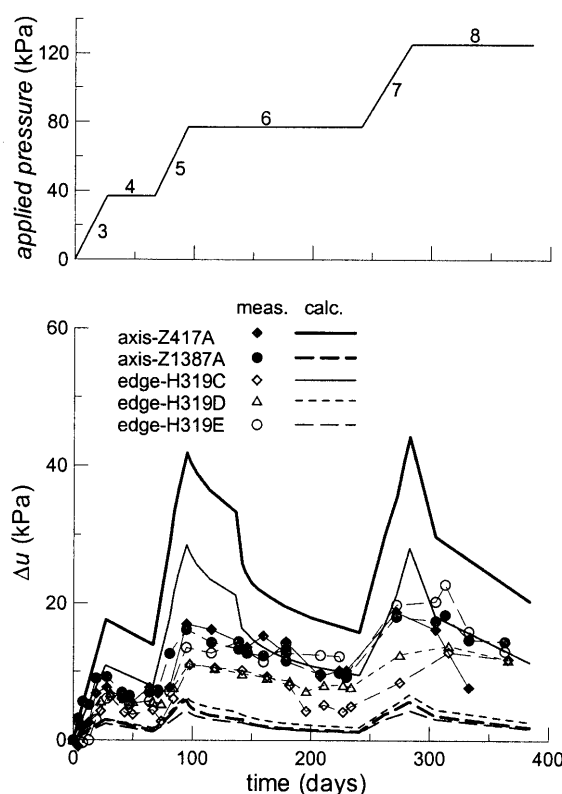 applied pressure (kPa)
120
80
40
0
3
4
5
6
7
8
meas. calc.
axis-Z417A
axis-Z1387A
edge-H319C
edge-H319D
edge-H319E
Δu (kPa)
60
40
20
0
0 100 200 300 400
time (days)